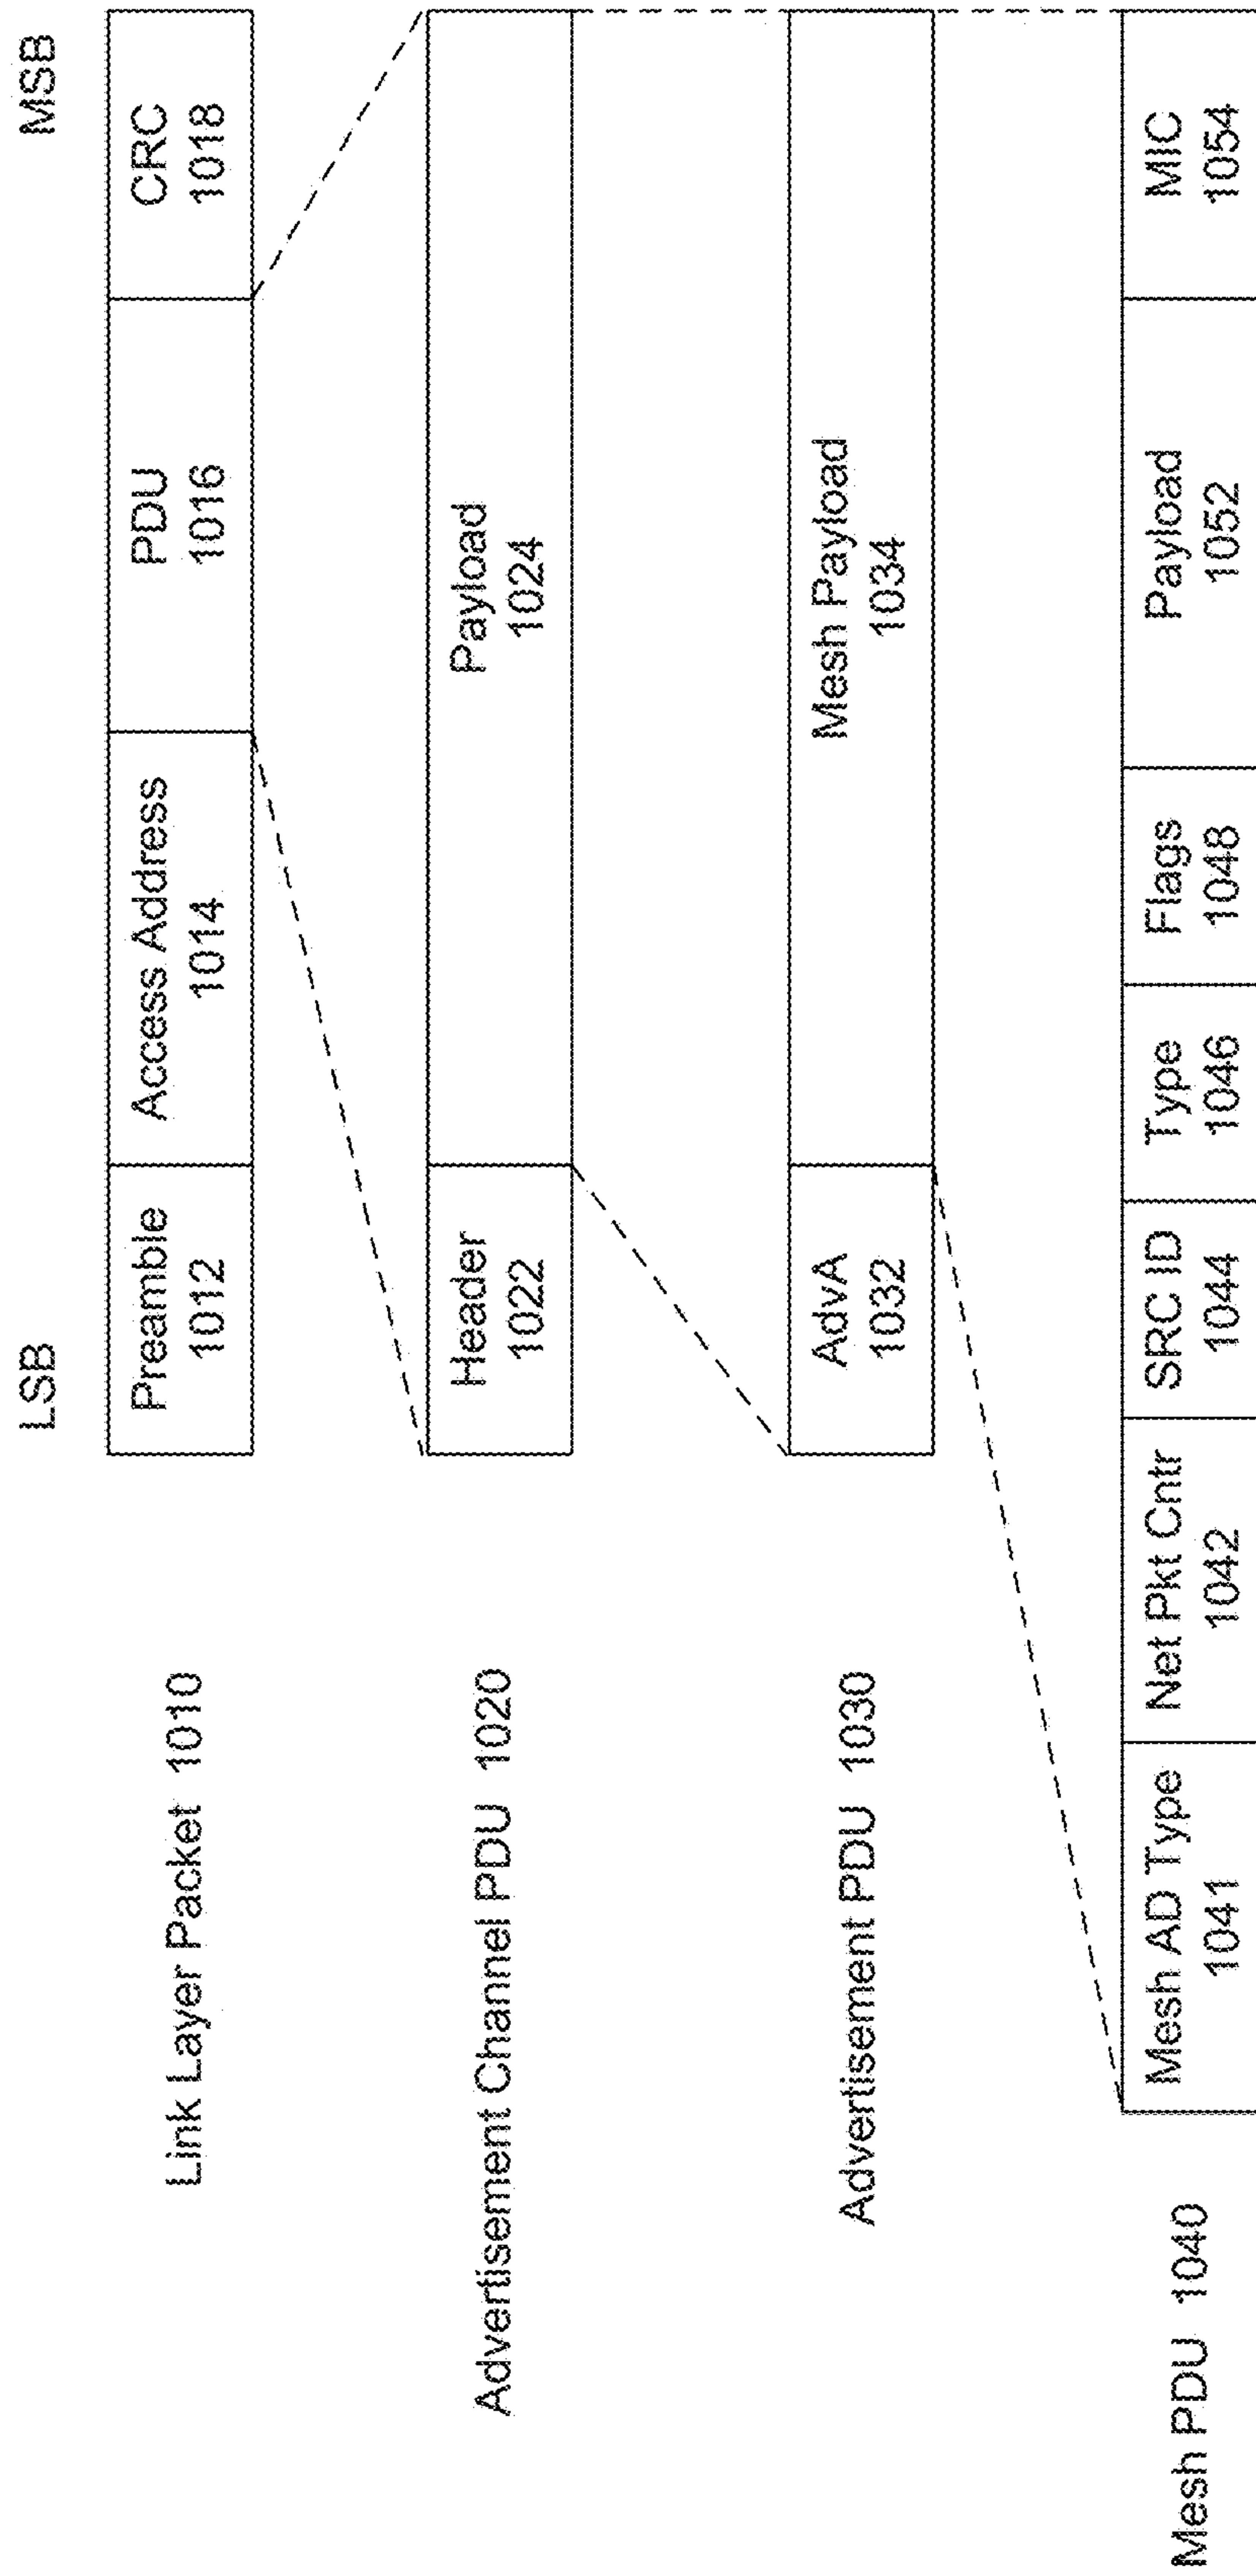 LSB
MSB
Link Layer Packet 1010
Preamble
1012
Access Address
1014
PDU
1016
CRC
1018
Advertisement Channel PDU 1020
Header
1022
Payload
1024
Advertisement PDU 1030
AdvA
1032
Mesh Payload
1034
Mesh PDU 1040
Mesh AD Type
1041
Net Pkt Cntr
1042
SRC ID
1044
Type
1046
Flags
1048
Payload
1052
MIC
1054